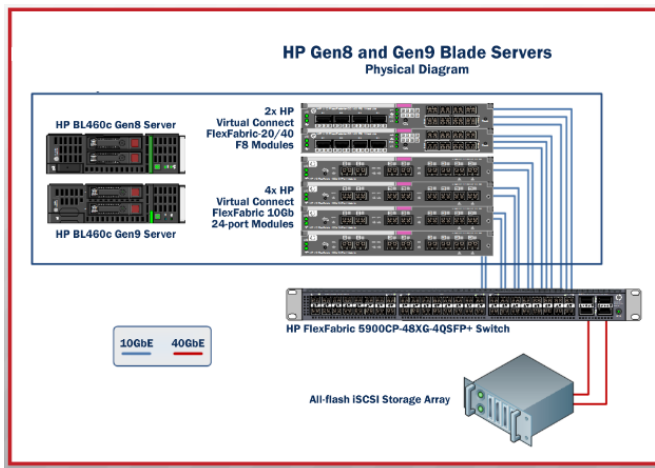 HP Gen8 and Gen9 Blade Servers
Physical Diagram
HP BL460c Gen8 Server
HP BL460c Gen9 Server
2x HP
Virtual Connect
FlexFabric-20/40
F8 Modules
4x HP
Virtual Connect
FlexFabric 10Gb
24-port Modules
HP FlexFabric 5900CP-48XG-4QSFP+ Switch
10GbE
40GbE
All-flash iSCSI Storage Array